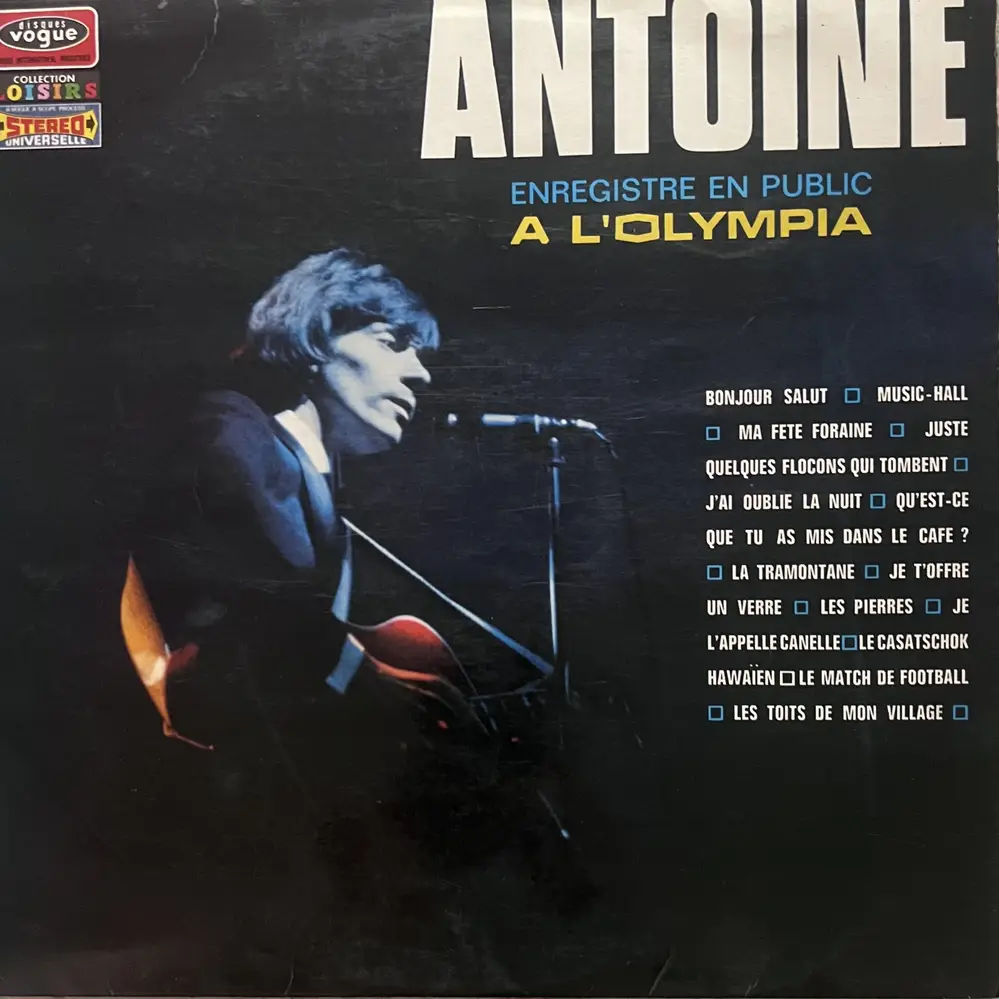 disques
vogue
COLLECTION
LOISIRS
STEREO
UNIVERSELLE
ANTOINE
ENREGISTRE EN PUBLIC
A L'OLYMPIA
BONJOUR SALUT □ MUSIC-HALL
□ MA FETE FORAINE □ JUSTE
QUELQUES FLOCONS QUI TOMBENT □
J'AI OUBLIE LA NUIT □ QU'EST-CE
QUE TU AS MIS DANS LE CAFE ?
□ LA TRAMONTANE □ JE T'OFFRE
UN VERRE □ LES PIERRES □ JE
L'APPELLE CANELLE □ LE CASATSCHOK
HAWAÏEN □ LE MATCH DE FOOTBALL
□ LES TOITS DE MON VILLAGE □